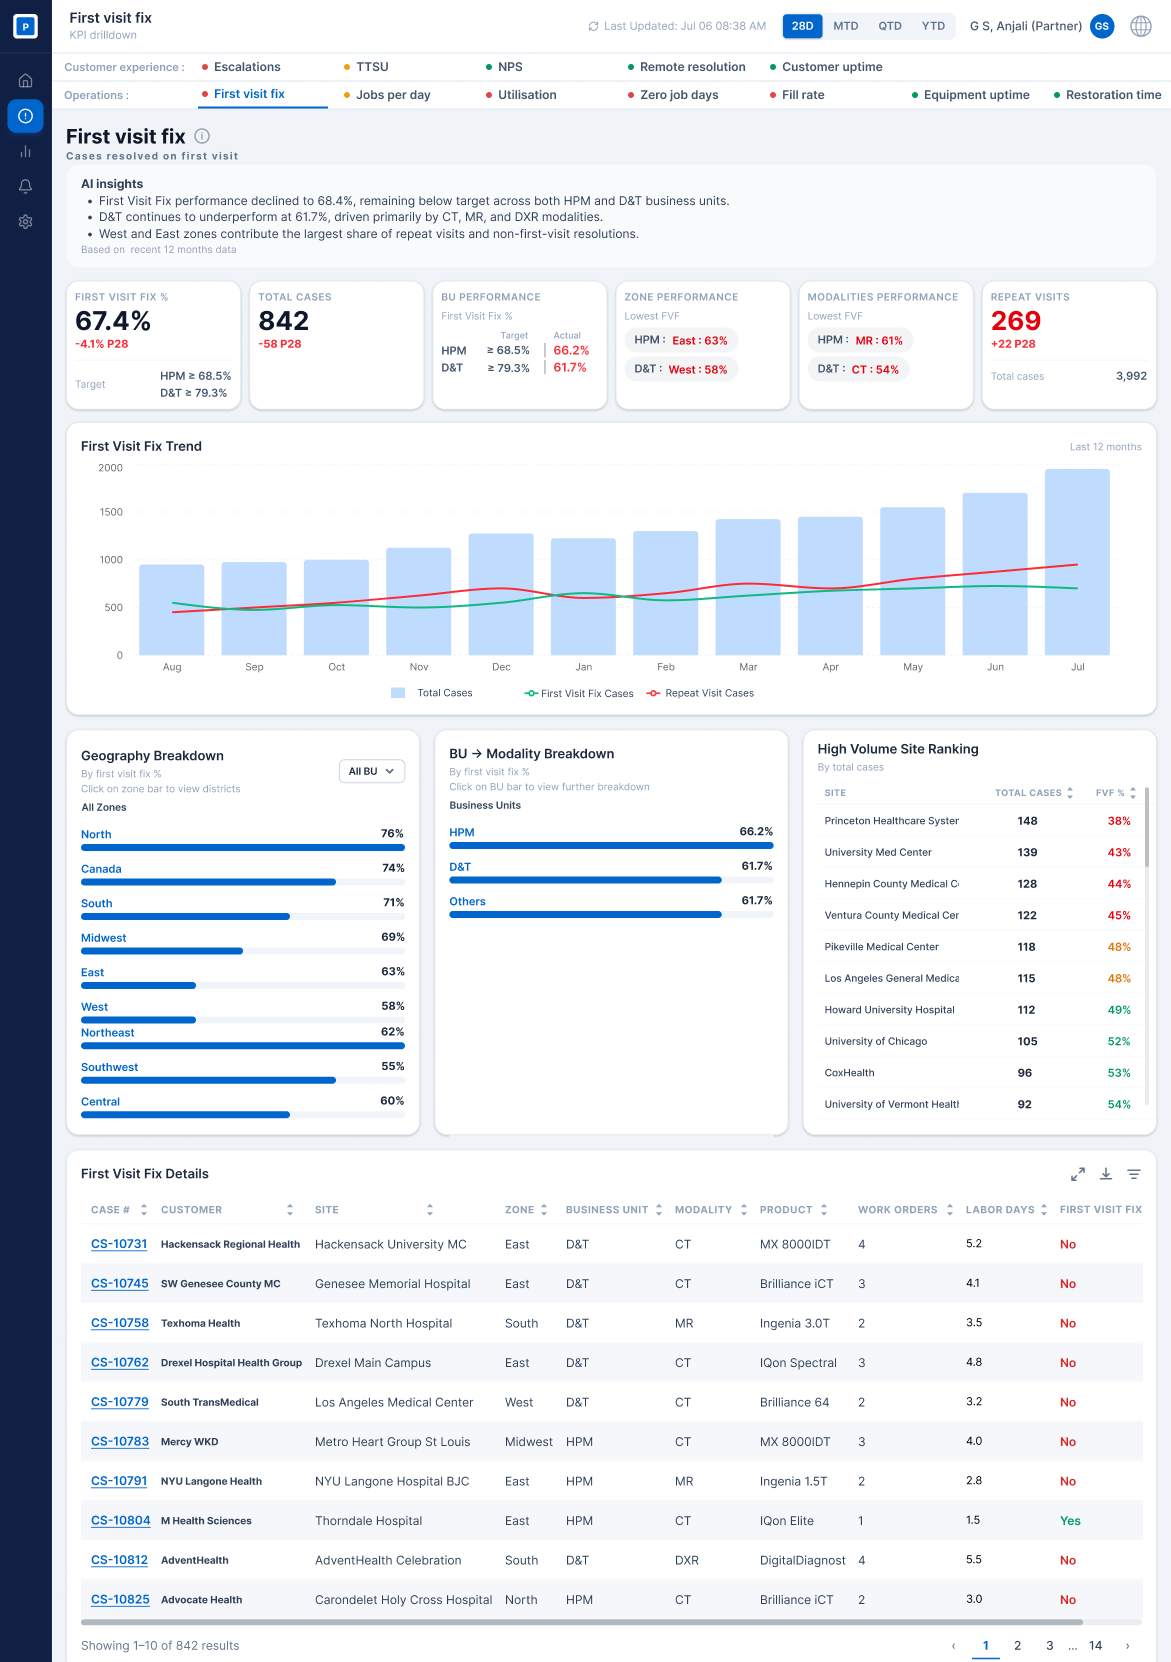 P
First visit fix
KPI drilldown
Last Updated: Jul 06 08:38 AM
28D MTD QTD YTD
G S, Anjali (Partner) GS
Customer experience : Escalations TTSU NPS Remote resolution Customer uptime
Operations : First visit fix Jobs per day Utilisation Zero job days Fill rate Equipment uptime Restoration time
First visit fix
Cases resolved on first visit
AI insights
• First Visit Fix performance declined to 68.4%, remaining below target across both HPM and D&T business units.
• D&T continues to underperform at 61.7%, driven primarily by CT, MR, and DXR modalities.
• West and East zones contribute the largest share of repeat visits and non-first-visit resolutions.
Based on recent 12 months data
FIRST VISIT FIX %
67.4%
-4.1% P28
Target
HPM ≥ 68.5%
D&T ≥ 79.3%
TOTAL CASES
842
-58 P28
BU PERFORMANCE
First Visit Fix %
Target Actual
HPM ≥ 68.5% 66.2%
D&T ≥ 79.3% 61.7%
ZONE PERFORMANCE
Lowest FVF
HPM : East : 63%
D&T : West : 58%
MODALITIES PERFORMANCE
Lowest FVF
HPM : MR : 61%
D&T : CT : 54%
REPEAT VISITS
269
+22 P28
Total cases 3,992
First Visit Fix Trend
Last 12 months
2000
1500
1000
500
0
Aug Sep Oct Nov Dec Jan Feb Mar Apr May Jun Jul
Total Cases First Visit Fix Cases Repeat Visit Cases
Geography Breakdown
By first visit fix %
Click on zone bar to view districts
All BU
All Zones
North 76%
Canada 74%
South 71%
Midwest 69%
East 63%
West 58%
Northeast 62%
Southwest 55%
Central 60%
BU → Modality Breakdown
By first visit fix %
Click on BU bar to view further breakdown
Business Units
HPM 66.2%
D&T 61.7%
Others 61.7%
High Volume Site Ranking
By total cases
SITE TOTAL CASES FVF %
Princeton Healthcare Syster 148 38%
University Med Center 139 43%
Hennepin County Medical C 128 44%
Ventura County Medical Cer 122 45%
Pikeville Medical Center 118 48%
Los Angeles General Medica 115 48%
Howard University Hospital 112 49%
University of Chicago 105 52%
CoxHealth 96 53%
University of Vermont Health 92 54%
First Visit Fix Details
CASE # CUSTOMER SITE ZONE BUSINESS UNIT MODALITY PRODUCT WORK ORDERS LABOR DAYS FIRST VISIT FIX
CS-10731 Hackensack Regional Health Hackensack University MC East D&T CT MX 8000IDT 4 5.2 No
CS-10745 SW Genesee County MC Genesee Memorial Hospital East D&T CT Brilliance iCT 3 4.1 No
CS-10758 Texhoma Health Texhoma North Hospital South D&T MR Ingenia 3.0T 2 3.5 No
CS-10762 Drexel Hospital Health Group Drexel Main Campus East D&T CT IQon Spectral 3 4.8 No
CS-10779 South TransMedical Los Angeles Medical Center West D&T CT Brilliance 64 2 3.2 No
CS-10783 Mercy WKD Metro Heart Group St Louis Midwest HPM CT MX 8000IDT 3 4.0 No
CS-10791 NYU Langone Health NYU Langone Hospital BJC East HPM MR Ingenia 1.5T 2 2.8 No
CS-10804 M Health Sciences Thorndale Hospital East HPM CT IQon Elite 1 1.5 Yes
CS-10812 AdventHealth AdventHealth Celebration South D&T DXR DigitalDiagnost 4 5.5 No
CS-10825 Advocate Health Carondelet Holy Cross Hospital North HPM CT Brilliance iCT 2 3.0 No
Showing 1–10 of 842 results
‹ 1 2 3 ... 14 ›